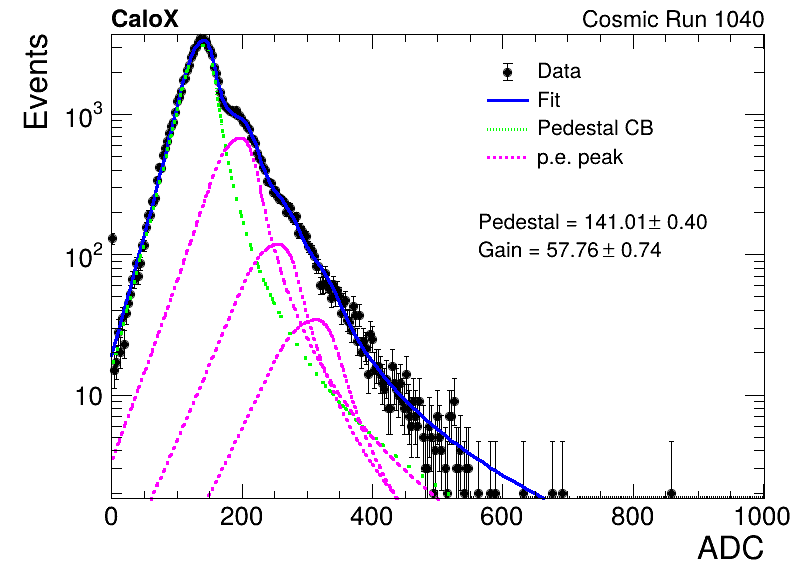 CaloX Cosmic Run 1040
Events
Data
Fit
Pedestal CB
p.e. peak
Pedestal = 141.01± 0.40
Gain = 57.76 ± 0.74
10³
10²
10
0 200 400 600 800 1000
ADC